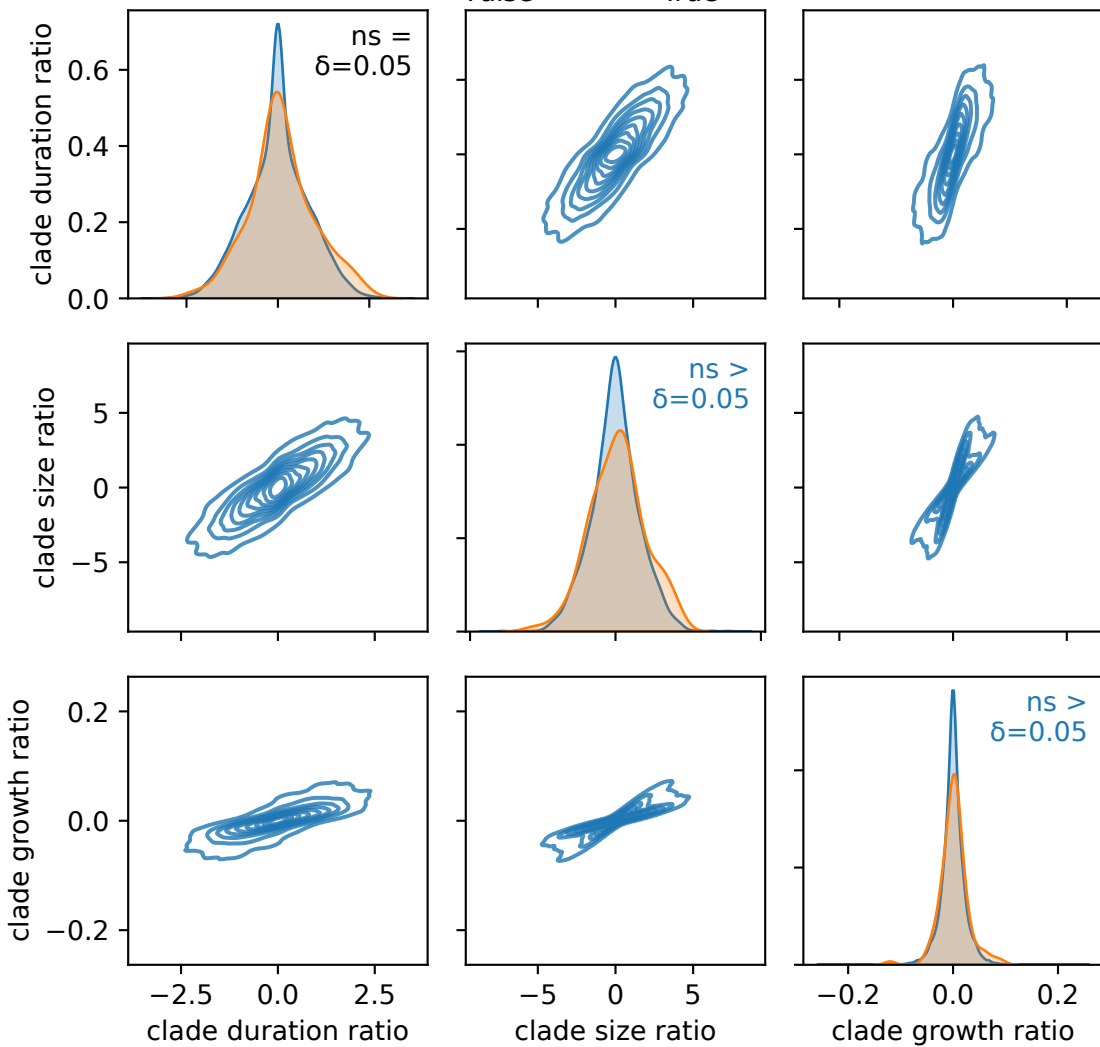 ns =
δ=0.05
clade duration ratio
0.6
0.4
0.2
0.0
ns >
δ=0.05
clade size ratio
5
0
−5
ns >
δ=0.05
clade growth ratio
0.2
0.0
−0.2
−2.5 0.0 2.5
−5 0 5
−0.2 0.0 0.2
clade duration ratio
clade size ratio
clade growth ratio